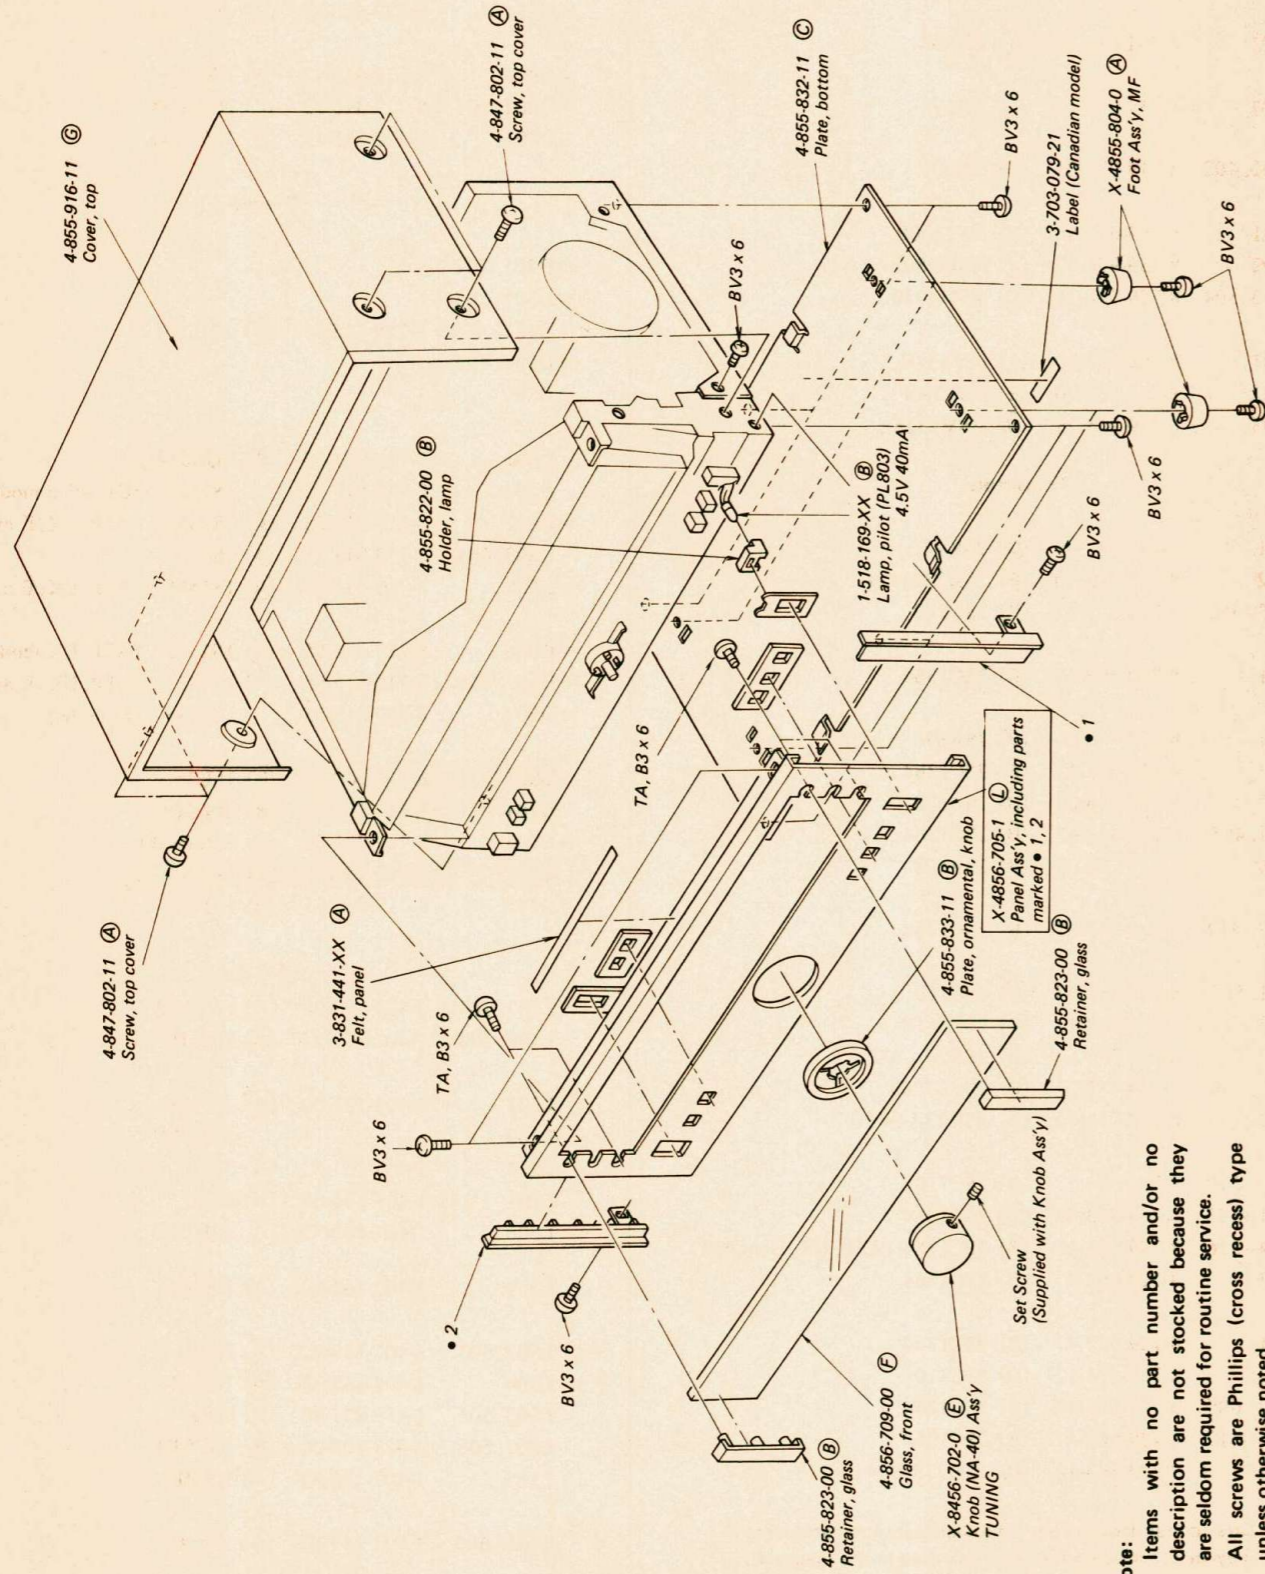 4-855-916-11 Ⓖ
Cover, top
4-847-802-11 Ⓐ
Screw, top cover
4-847-802-11 Ⓐ
Screw, top cover
4-855-832-11 Ⓒ
Plate, bottom
BV3 x 6
3-703-079-21
Label (Canadian model)
X-4855-804-0 Ⓐ
Foot Ass'y, MF
BV3 x 6
BV3 x 6
4-855-822-00 Ⓑ
Holder, lamp
1-518-169-XX Ⓑ
Lamp, pilot (PL803)
4.5V 40mA
BV3 x 6
BV3 x 6
• 1
TA, B3 x 6
3-831-441-XX Ⓐ
Felt, panel
TA, B3 x 6
BV3 x 6
• 2
BV3 x 6
X-4856-705-1 Ⓛ
Panel Ass'y, including parts
marked • 1, 2
4-855-833-11 Ⓑ
Plate, ornamental, knob
4-855-823-00 Ⓑ
Retainer, glass
Set Screw
(Supplied with Knob Ass'y)
X-8456-702-0 Ⓔ
Knob (NA-40) Ass'y
TUNING
4-856-709-00 Ⓕ
Glass, front
4-855-823-00 Ⓑ
Retainer, glass
ote:
Items with no part number and/or no
description are not stocked because they
are seldom required for routine service.
All screws are Phillips (cross recess) type
unless otherwise noted